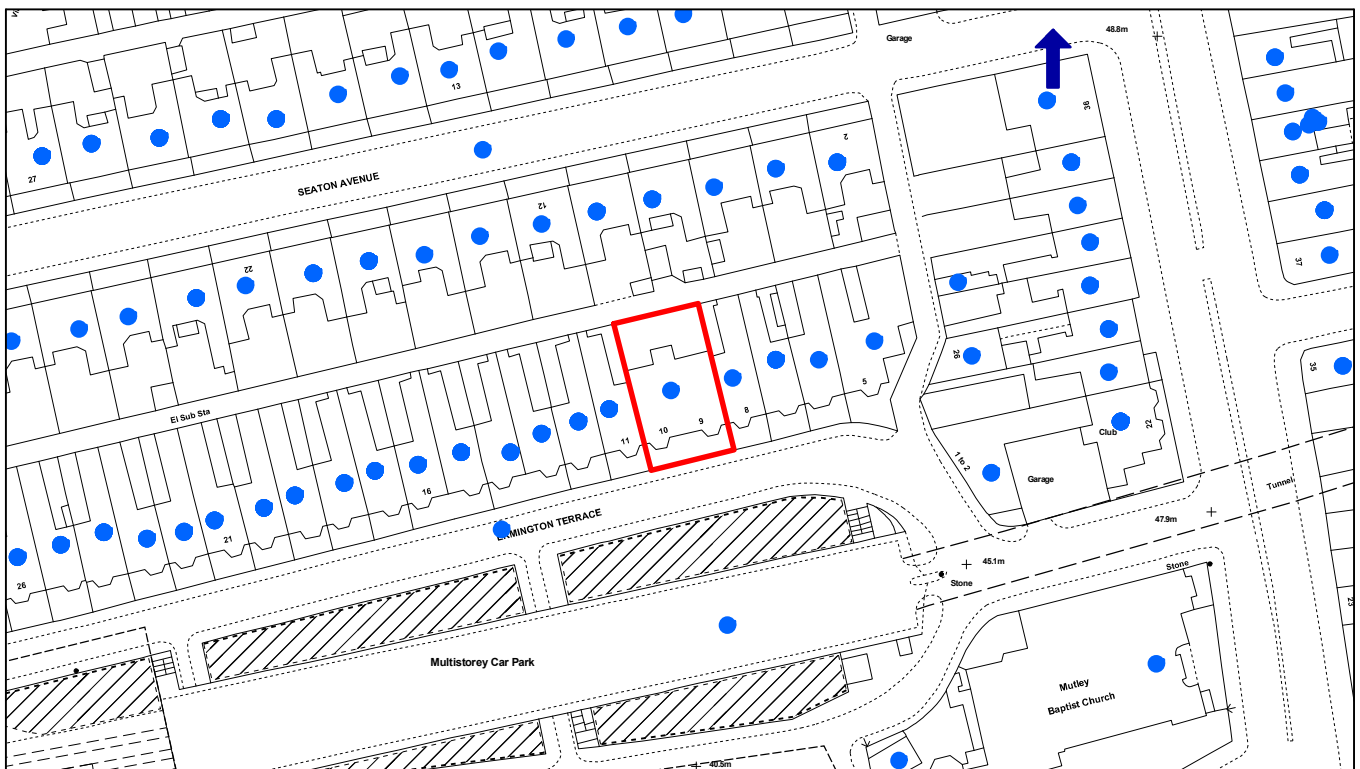 Garage
48.8m
13
36
27
SEATON AVENUE
2
12
22
37
26
35
El Sub Sta
5
8
9
10
11
Club
22
1 to 2
16
Garage
Tunnel
47.9m
21
ERMINGTON TERRACE
45.1m
Stone
Stone
26
23
Multistorey Car Park
Mutley
Baptist Church
40.5m